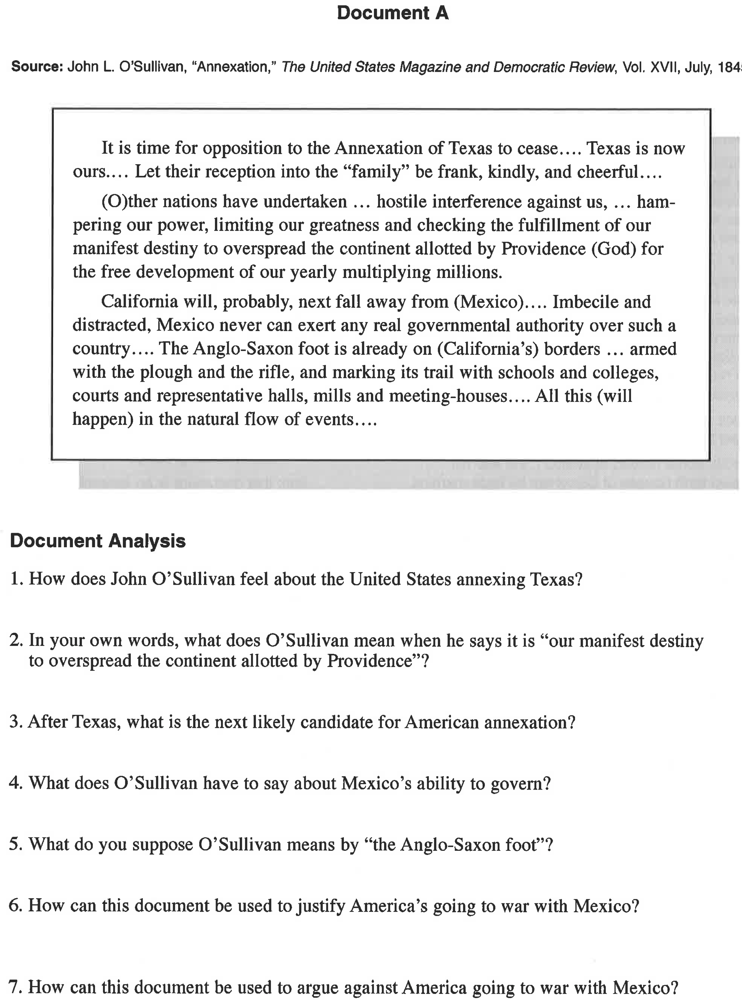 Document A
Source: John L. O'Sullivan, “Annexation,” The United States Magazine and Democratic Review, Vol. XVII, July, 184
It is time for opposition to the Annexation of Texas to cease.... Texas is now
ours.... Let their reception into the “family” be frank, kindly, and cheerful....
(O)ther nations have undertaken ... hostile interference against us, ... ham-
pering our power, limiting our greatness and checking the fulfillment of our
manifest destiny to overspread the continent allotted by Providence (God) for
the free development of our yearly multiplying millions.
California will, probably, next fall away from (Mexico).... Imbecile and
distracted, Mexico never can exert any real governmental authority over such a
country.... The Anglo-Saxon foot is already on (California’s) borders ... armed
with the plough and the rifle, and marking its trail with schools and colleges,
courts and representative halls, mills and meeting-houses.... All this (will
happen) in the natural flow of events....
Document Analysis
1. How does John O’Sullivan feel about the United States annexing Texas?
2. In your own words, what does O’Sullivan mean when he says it is “our manifest destiny
to overspread the continent allotted by Providence”?
3. After Texas, what is the next likely candidate for American annexation?
4. What does O’Sullivan have to say about Mexico’s ability to govern?
5. What do you suppose O’Sullivan means by “the Anglo-Saxon foot”?
6. How can this document be used to justify America’s going to war with Mexico?
7. How can this document be used to argue against America going to war with Mexico?